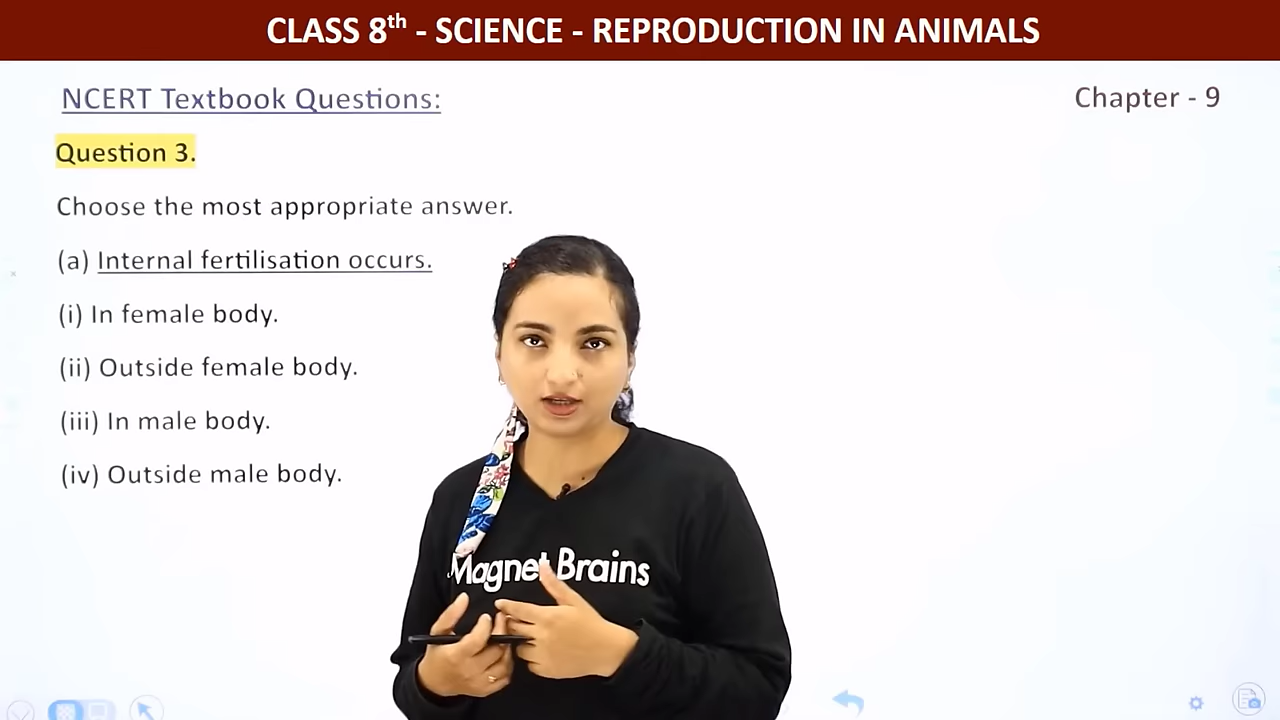 CLASS 8th - SCIENCE - REPRODUCTION IN ANIMALS
NCERT Textbook Questions:
Chapter - 9
Question 3.
Choose the most appropriate answer.
(a) Internal fertilisation occurs.
(i) In female body.
(ii) Outside female body.
(iii) In male body.
(iv) Outside male body.
Magnet Brains